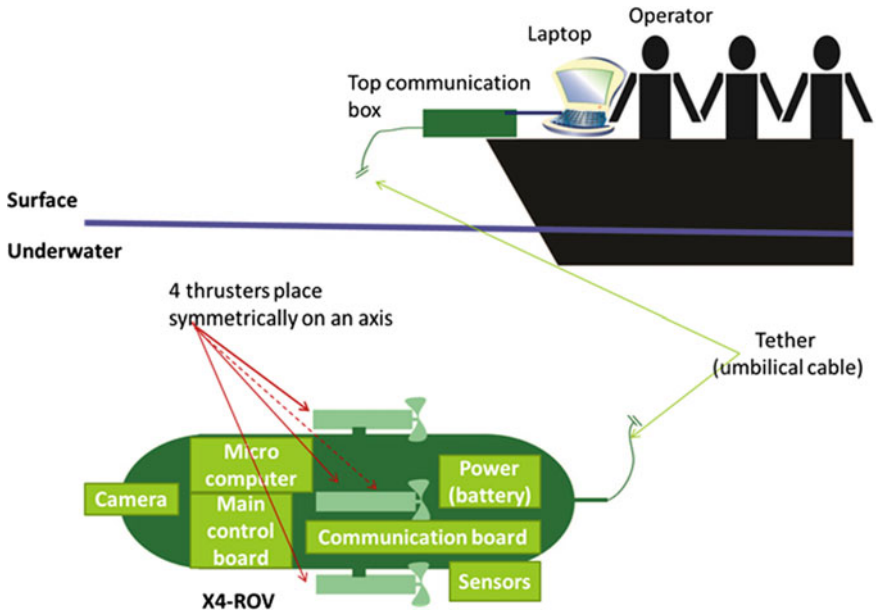 Operator
Laptop
Top communication
box
Surface
Underwater
4 thrusters place
symmetrically on an axis
Tether
(umbilical cable)
Micro
computer
Power
(battery)
Camera
Main
control
board
Communication board
Sensors
X4-ROV